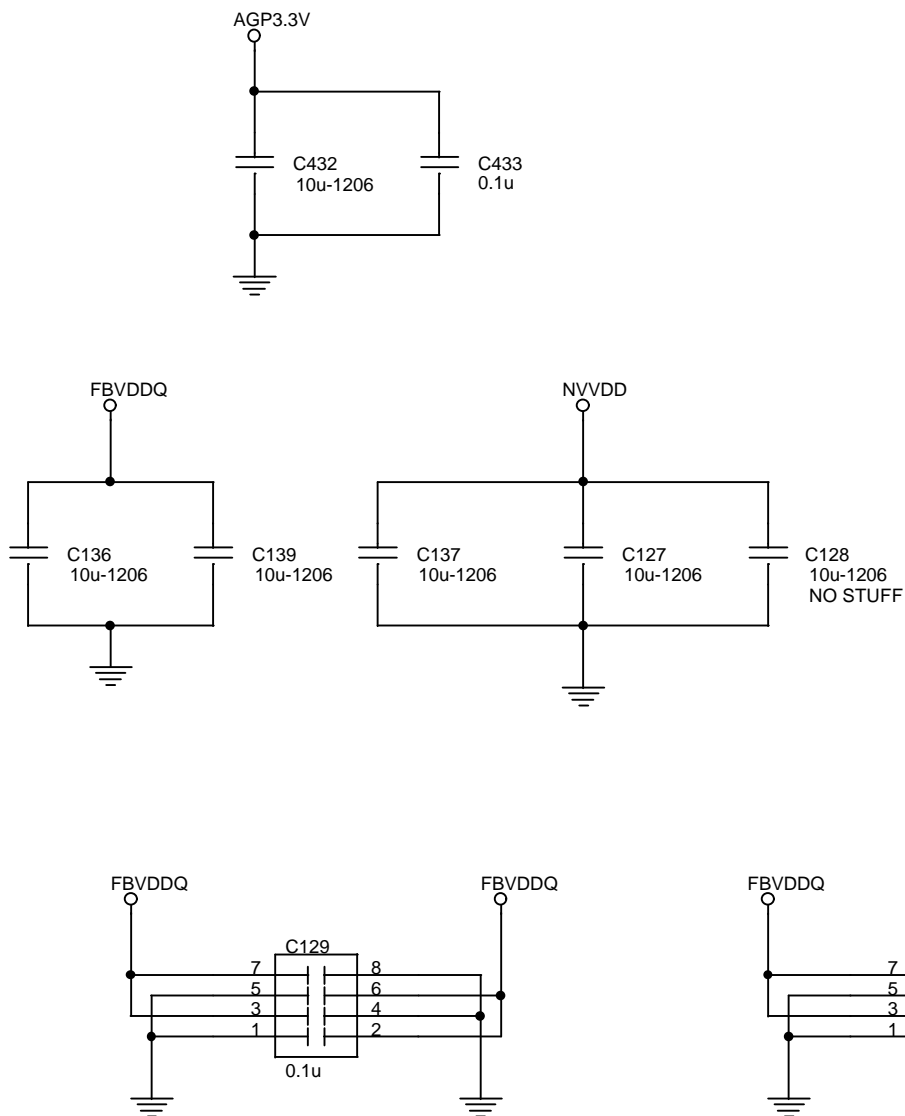 AGP3.3V
C432
10u-1206
C433
0.1u
FBVDDQ
NVVDD
C136
10u-1206
C139
10u-1206
C137
10u-1206
C127
10u-1206
C128
10u-1206
NO STUFF
FBVDDQ
FBVDDQ
FBVDDQ
C129
7 8
5 6
3 4
1 2
0.1u
7
5
3
1